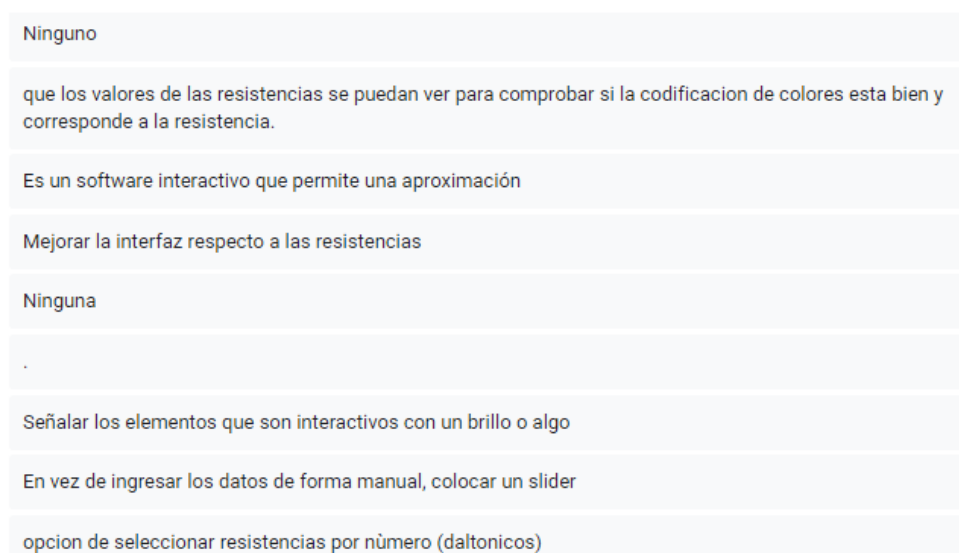 Ninguno
que los valores de las resistencias se puedan ver para comprobar si la codificacion de colores esta bien y
corresponde a la resistencia.
Es un software interactivo que permite una aproximación
Mejorar la interfaz respecto a las resistencias
Ninguna
.
Señalar los elementos que son interactivos con un brillo o algo
En vez de ingresar los datos de forma manual, colocar un slider
opcion de seleccionar resistencias por nùmero (daltonicos)